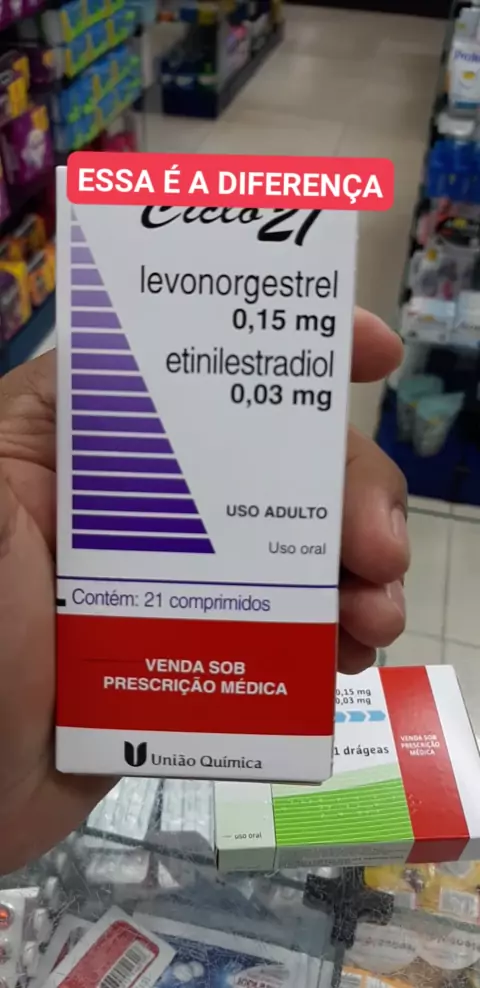 ESSA É A DIFERENÇA
Ciclo 21
levonorgestrel
0,15 mg
etinilestradiol
0,03 mg
USO ADULTO
Uso oral
Contém: 21 comprimidos
VENDA SOB
PRESCRIÇÃO MÉDICA
União Química
0,15 mg
0,03 mg
1 drágeas
VENDA SOB
PRESCRIÇÃO
MÉDICA
uso oral